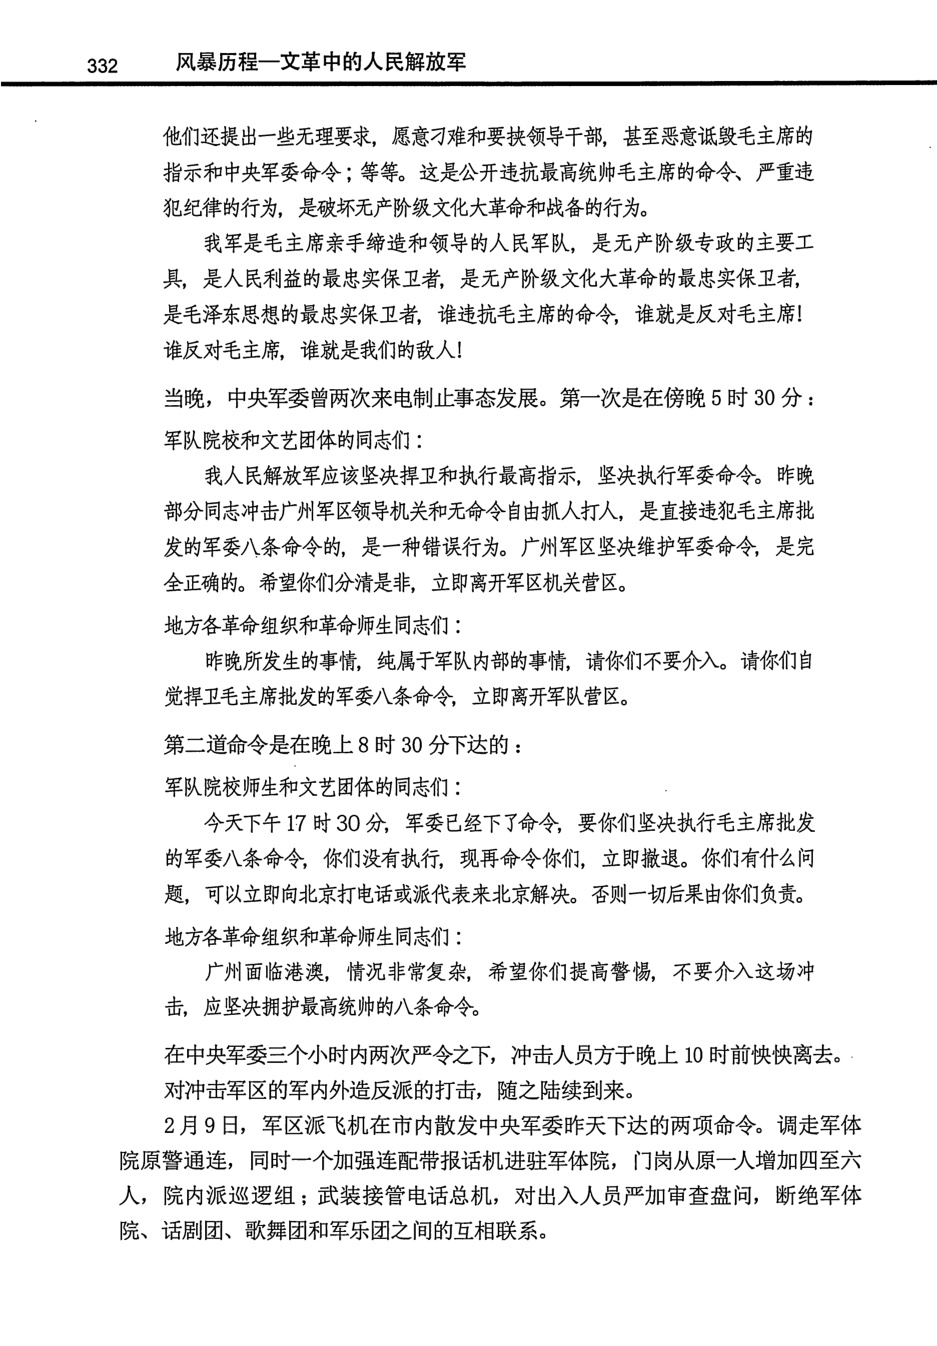 332 风暴历程—文革中的人民解放军
他们还提出一些无理要求，愿意刁难和要挟领导干部，甚至恶意诋毁毛主席的
指示和中央军委命令；等等。这是公开违抗最高统帅毛主席的命令、严重违
犯纪律的行为，是破坏无产阶级文化大革命和战备的行为。
我军是毛主席亲手缔造和领导的人民军队，是无产阶级专政的主要工
具，是人民利益的最忠实保卫者，是无产阶级文化大革命的最忠实保卫者，
是毛泽东思想的最忠实保卫者，谁违抗毛主席的命令，谁就是反对毛主席！
谁反对毛主席，谁就是我们的敌人！
当晚，中央军委曾两次来电制止事态发展。第一次是在傍晚 5 时 30 分：
军队院校和文艺团体的同志们：
我人民解放军应该坚决捍卫和执行最高指示，坚决执行军委命令。昨晚
部分同志冲击广州军区领导机关和无命令自由抓人打人，是直接违犯毛主席批
发的军委八条命令的，是一种错误行为。广州军区坚决维护军委命令，是完
全正确的。希望你们分清是非，立即离开军区机关营区。
地方各革命组织和革命师生同志们：
昨晚所发生的事情，纯属于军队内部的事情，请你们不要介入。请你们自
觉捍卫毛主席批发的军委八条命令，立即离开军队营区。
第二道命令是在晚上 8 时 30 分下达的：
军队院校师生和文艺团体的同志们：
今天下午 17 时 30 分，军委已经下了命令，要你们坚决执行毛主席批发
的军委八条命令，你们没有执行，现再命令你们，立即撤退。你们有什么问
题，可以立即向北京打电话或派代表来北京解决。否则一切后果由你们负责。
地方各革命组织和革命师生同志们：
广州面临港澳，情况非常复杂，希望你们提高警惕，不要介入这场冲
击，应坚决拥护最高统帅的八条命令。
在中央军委三个小时内两次严令之下，冲击人员方于晚上 10 时前怏怏离去。
对冲击军区的军内外造反派的打击，随之陆续到来。
2 月 9 日，军区派飞机在市内散发中央军委昨天下达的两项命令。调走军体
院原警通连，同时一个加强连配带报话机进驻军体院，门岗从原一人增加四至六
人，院内派巡逻组；武装接管电话总机，对出入人员严加审查盘问，断绝军体
院、话剧团、歌舞团和军乐团之间的互相联系。